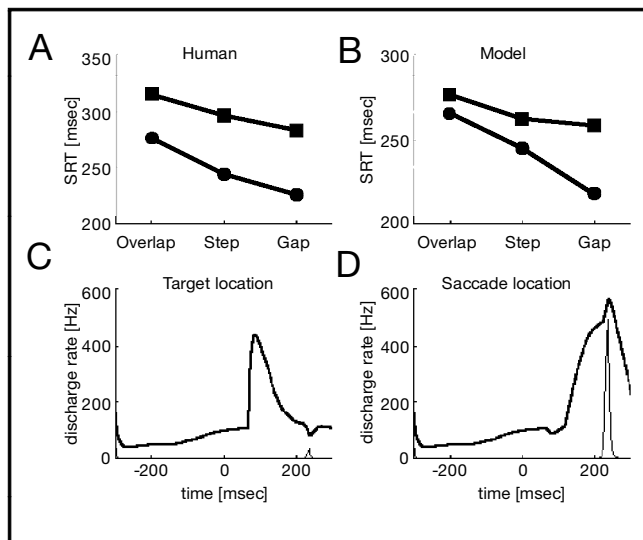 A
Human
350
300
250
200
SRT [msec]
Overlap Step Gap
B
Model
300
250
200
SRT [msec]
Overlap Step Gap
C
Target location
600
400
200
0
discharge rate [Hz]
-200 0 200
time [msec]
D
Saccade location
600
400
200
0
discharge rate [Hz]
-200 0 200
time [msec]